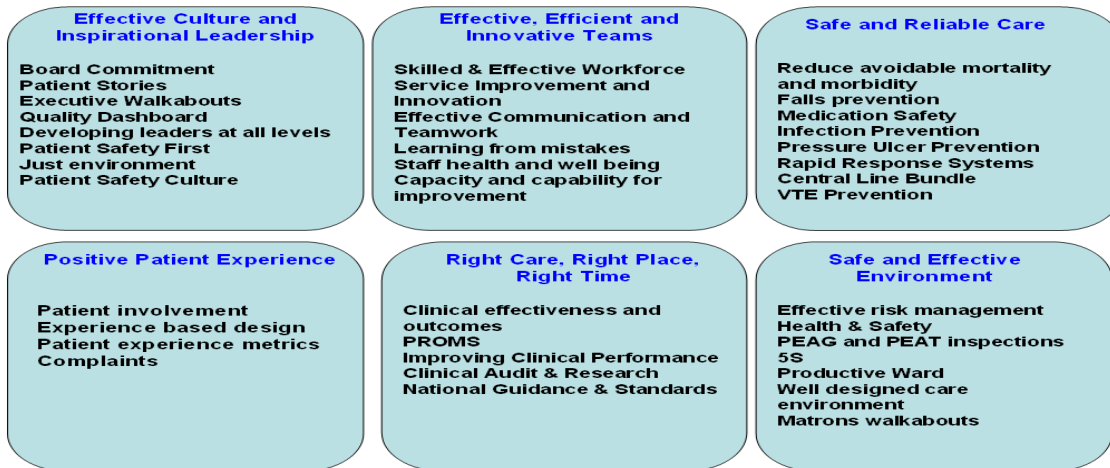 Effective Culture and
Inspirational Leadership
Board Commitment
Patient Stories
Executive Walkabouts
Quality Dashboard
Developing leaders at all levels
Patient Safety First
Just environment
Patient Safety Culture
Effective, Efficient and
Innovative Teams
Skilled & Effective Workforce
Service Improvement and
Innovation
Effective Communication and
Teamwork
Learning from mistakes
Staff health and well being
Capacity and capability for
improvement
Safe and Reliable Care
Reduce avoidable mortality
and morbidity
Falls prevention
Medication Safety
Infection Prevention
Pressure Ulcer Prevention
Rapid Response Systems
Central Line Bundle
VTE Prevention
Positive Patient Experience
Patient involvement
Experience based design
Patient experience metrics
Complaints
Right Care, Right Place,
Right Time
Clinical effectiveness and
outcomes
PROMS
Improving Clinical Performance
Clinical Audit & Research
National Guidance & Standards
Safe and Effective
Environment
Effective risk management
Health & Safety
PEAG and PEAT inspections
5S
Productive Ward
Well designed care
environment
Matrons walkabouts